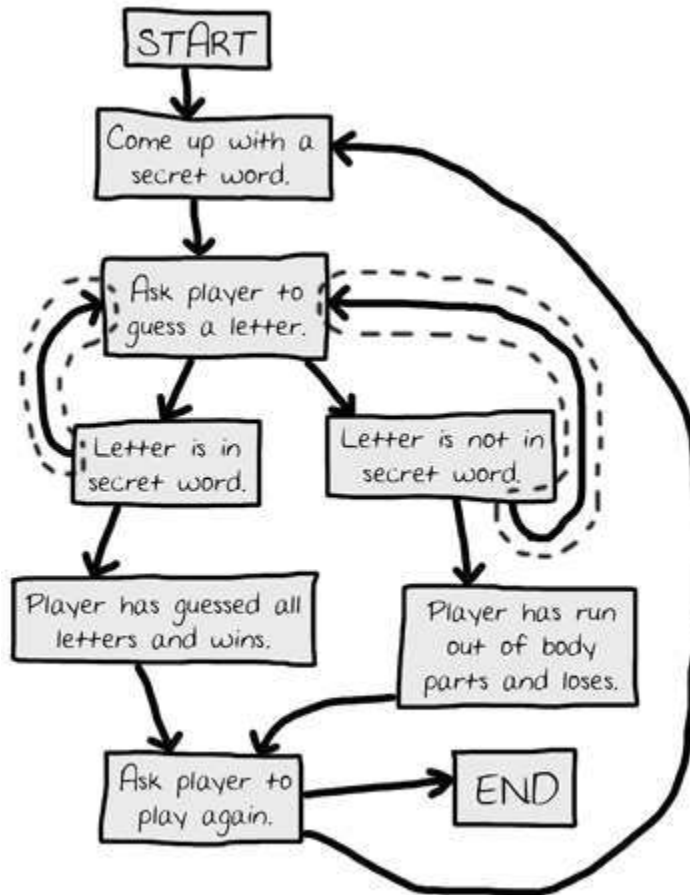 START
Come up with a
secret word.
Ask player to
guess a letter.
Letter is in
secret word.
Letter is not in
secret word.
Player has guessed all
letters and wins.
Player has run
out of body
parts and loses.
Ask player to
play again.
END